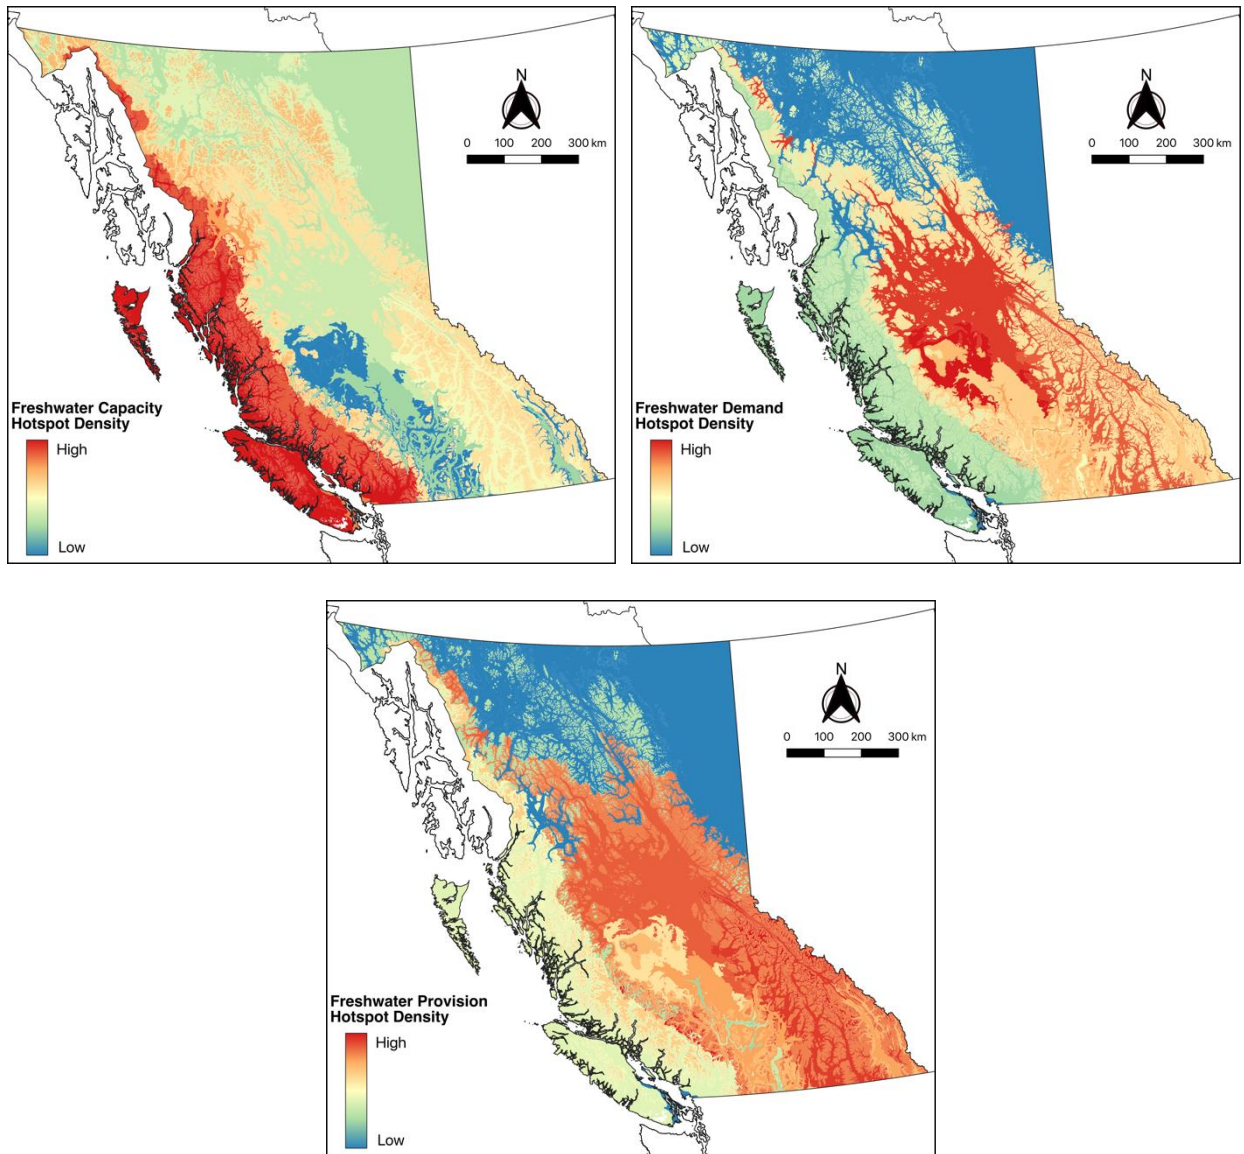 N
0 100 200 300 km
Freshwater Capacity
Hotspot Density
High
Low
N
0 100 200 300 km
Freshwater Demand
Hotspot Density
High
Low
N
0 100 200 300 km
Freshwater Provision
Hotspot Density
High
Low